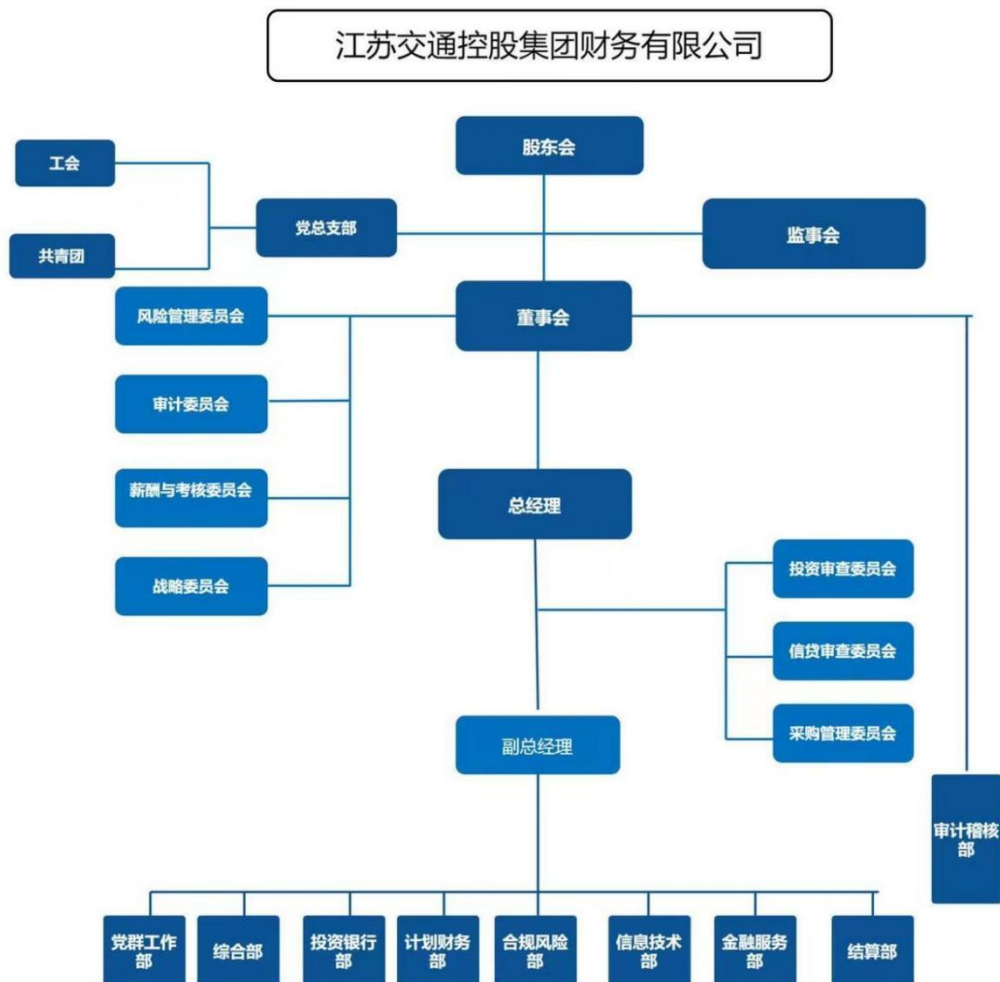 江苏交通控股集团财务有限公司
股东会
工会
党总支部
监事会
共青团
风险管理委员会
董事会
审计委员会
薪酬与考核委员会
总经理
战略委员会
投资审查委员会
信贷审查委员会
采购管理委员会
副总经理
审计稽核
部
党群工作
部
综合部
投资银行
部
计划财务
部
合规风险
部
信息技术
部
金融服务
部
结算部